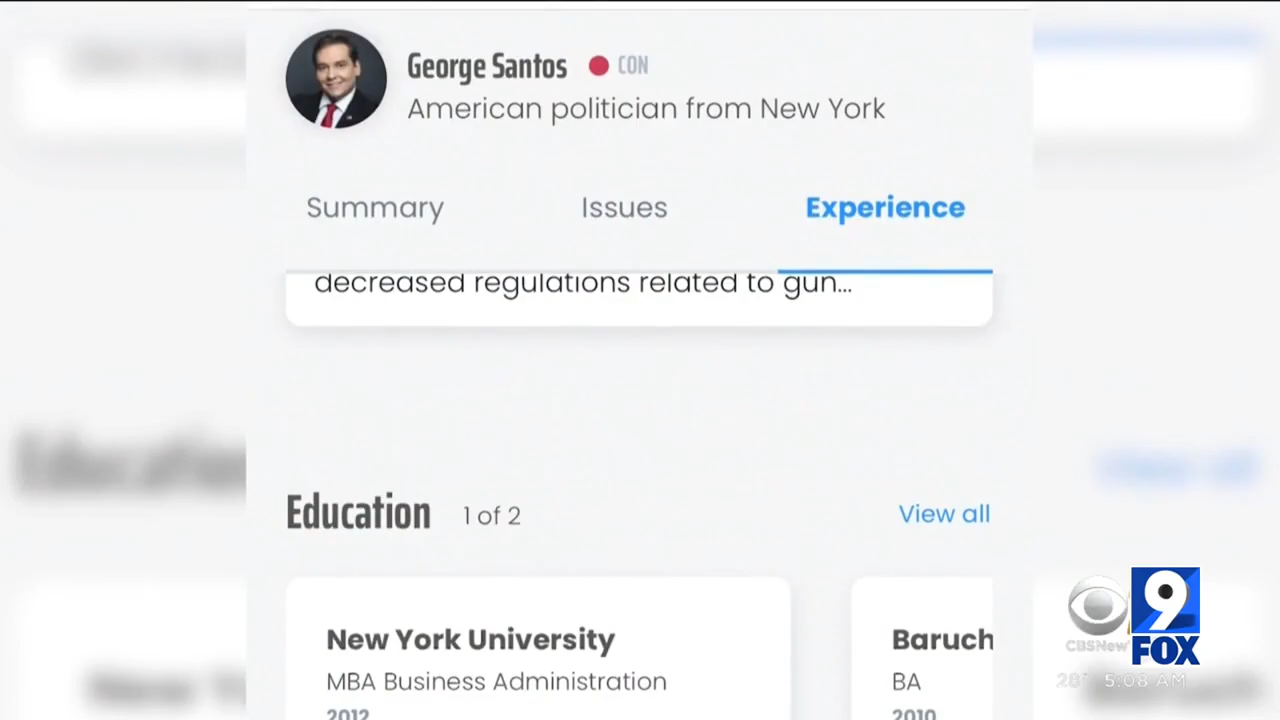 George Santos CON
American politician from New York
Summary Issues Experience
decreased regulations related to gun...
Education 1 of 2 View all
New York University
MBA Business Administration
2012
Baruch
BA
2010
9
FOX
CBSNews
5:08 AM